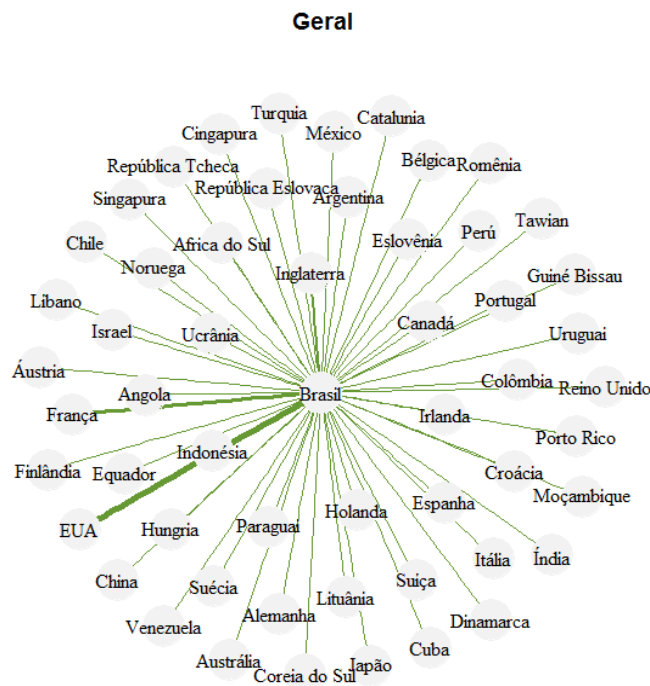 Geral
Turquia
Catalunia
Cingapura
México
República Tcheca
Bélgica
Romênia
República Eslovaca
Singapura
Argentina
Tawian
Chile
Africa do Sul
Eslovênia
Perú
Noruega
Inglaterra
Guiné Bissau
Portugal
Líbano
Israel
Ucrânia
Canadá
Uruguai
Áustria
Angola
Brasil
Colômbia
Reino Unido
França
Irlanda
Indonésia
Porto Rico
Finlândia
Equador
Croácia
Moçambique
EUA
Hungria
Paraguai
Holanda
Espanha
Itália
Índia
China
Suécia
Suiça
Alemanha
Lituânia
Venezuela
Dinamarca
Cuba
Austrália
Coreia do Sul
Japão